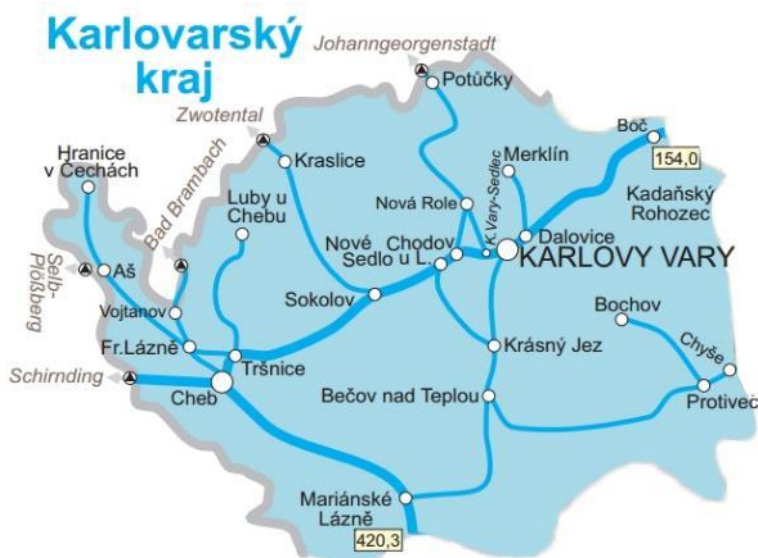 Karlovarský
kraj
Johanngeorgenstadt
Potůčky
Zwotental
Boč
154,0
Hranice
v Čechách
Kraslice
Merklín
Luby u
Chebu
Bad Brambach
Nová Role
K.Vary-Sedlec
Kadaňský
Rohozec
Dalovice
Nové
Sedlo u L.
Chodov
KARLOVY VARY
Selb-
Plößberg
Aš
Sokolov
Bochov
Vojtanov
Chyše
Fr.Lázně
Krásný Jez
Tršnice
Schirnding
Cheb
Bečov nad Teplou
Protivec
Mariánské
Lázně
420,3